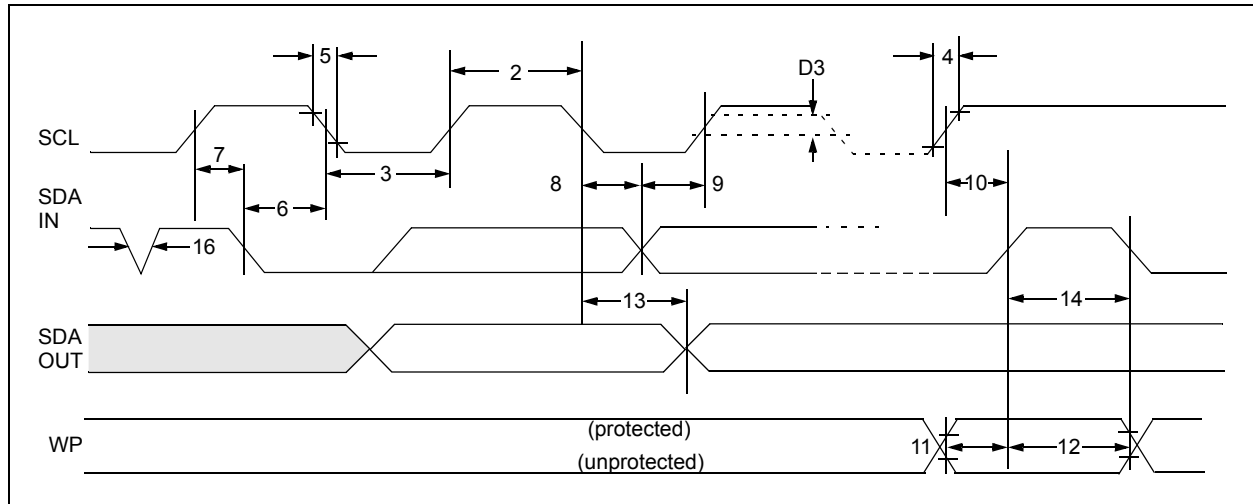 5
2
D3
4
SCL
7
3
8
9
10
SDA
IN
6
16
13
14
SDA
OUT
WP
(protected)
(unprotected)
11
12